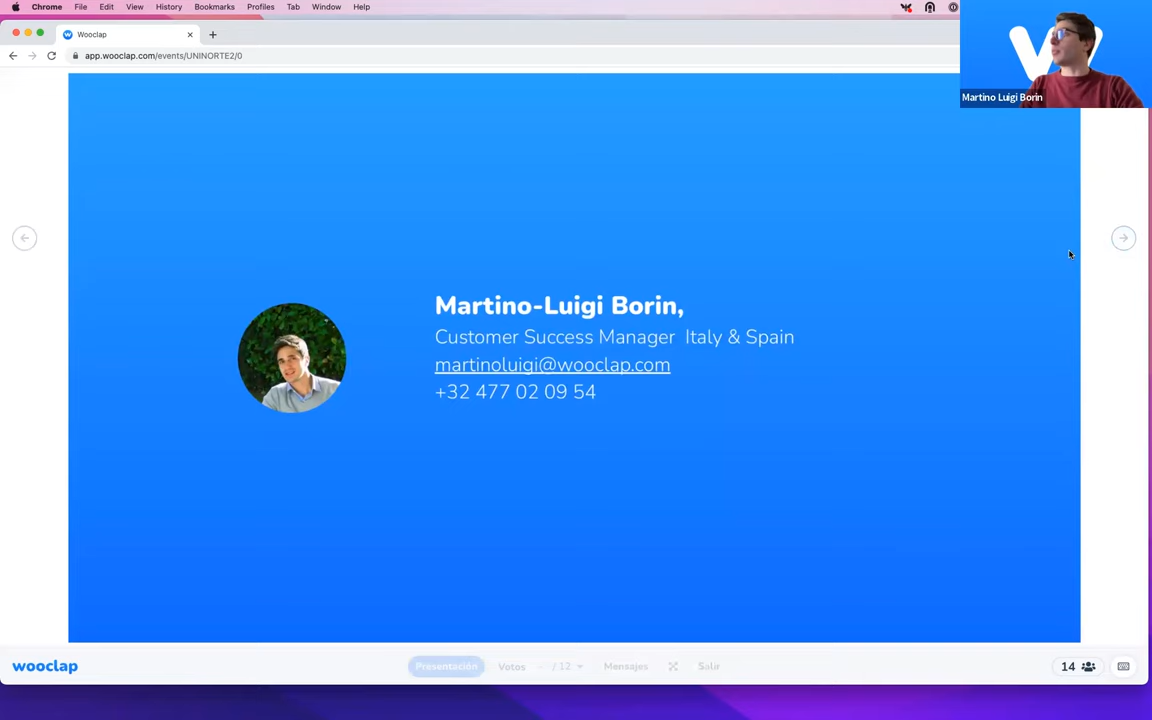 Chrome File Edit View History Bookmarks Profiles Tab Window Help
Wooclap
app.wooclap.com/events/UNINORTE2/0
Martino Luigi Borin
Martino-Luigi Borin,
Customer Success Manager Italy & Spain
martinoluigi@wooclap.com
+32 477 02 09 54
wooclap Presentación Votos / 12 Mensajes Salir 14